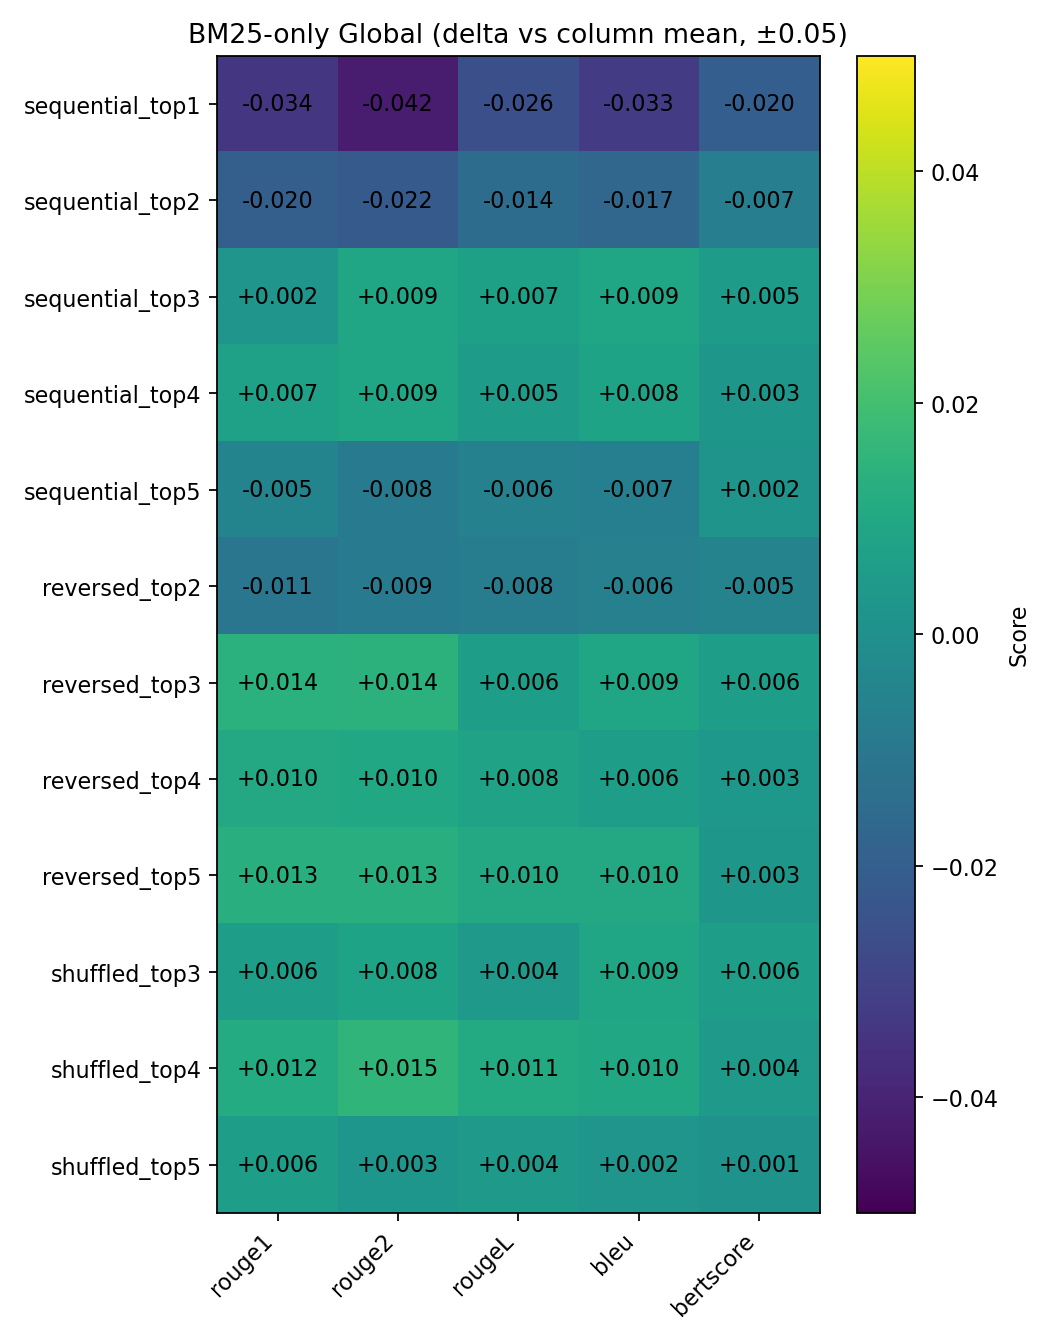 BM25-only Global (delta vs column mean, ±0.05)
sequential_top1 -0.034 -0.042 -0.026 -0.033 -0.020
sequential_top2 -0.020 -0.022 -0.014 -0.017 -0.007
sequential_top3 +0.002 +0.009 +0.007 +0.009 +0.005
sequential_top4 +0.007 +0.009 +0.005 +0.008 +0.003
sequential_top5 -0.005 -0.008 -0.006 -0.007 +0.002
reversed_top2 -0.011 -0.009 -0.008 -0.006 -0.005
reversed_top3 +0.014 +0.014 +0.006 +0.009 +0.006
reversed_top4 +0.010 +0.010 +0.008 +0.006 +0.003
reversed_top5 +0.013 +0.013 +0.010 +0.010 +0.003
shuffled_top3 +0.006 +0.008 +0.004 +0.009 +0.006
shuffled_top4 +0.012 +0.015 +0.011 +0.010 +0.004
shuffled_top5 +0.006 +0.003 +0.004 +0.002 +0.001
rouge1 rouge2 rougeL bleu bertscore
0.04
0.02
0.00
−0.02
−0.04
Score